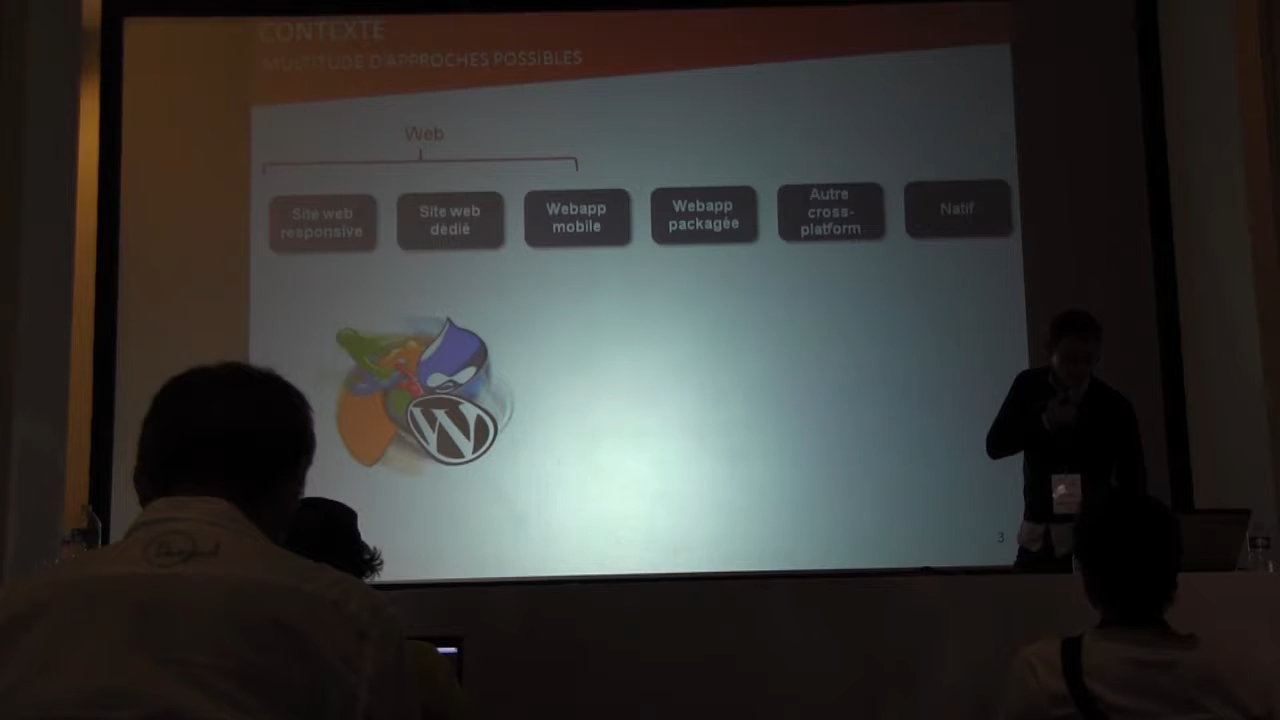 CONTEXTE
MULTITUDE D'APPROCHES POSSIBLES
Web
Site web
responsive
Site web
dédié
Webapp
mobile
Webapp
packagée
Autre
cross-
platform
Natif
W
3